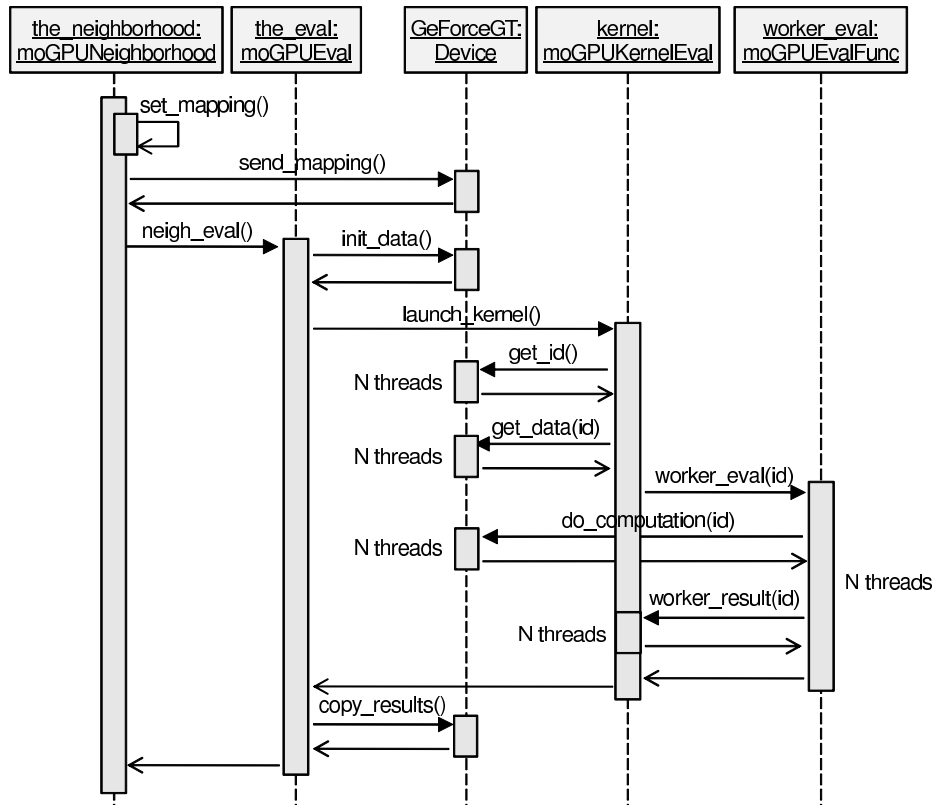 the_neighborhood:
moGPUNeighborhood
the_eval:
moGPUEval
GeForceGT:
Device
kernel:
moGPUKernelEval
worker_eval:
moGPUEvalFunc
set_mapping()
send_mapping()
neigh_eval()
init_data()
launch_kernel()
get_id()
N threads
get_data(id)
N threads
worker_eval(id)
do_computation(id)
N threads
N threads
worker_result(id)
N threads
copy_results()